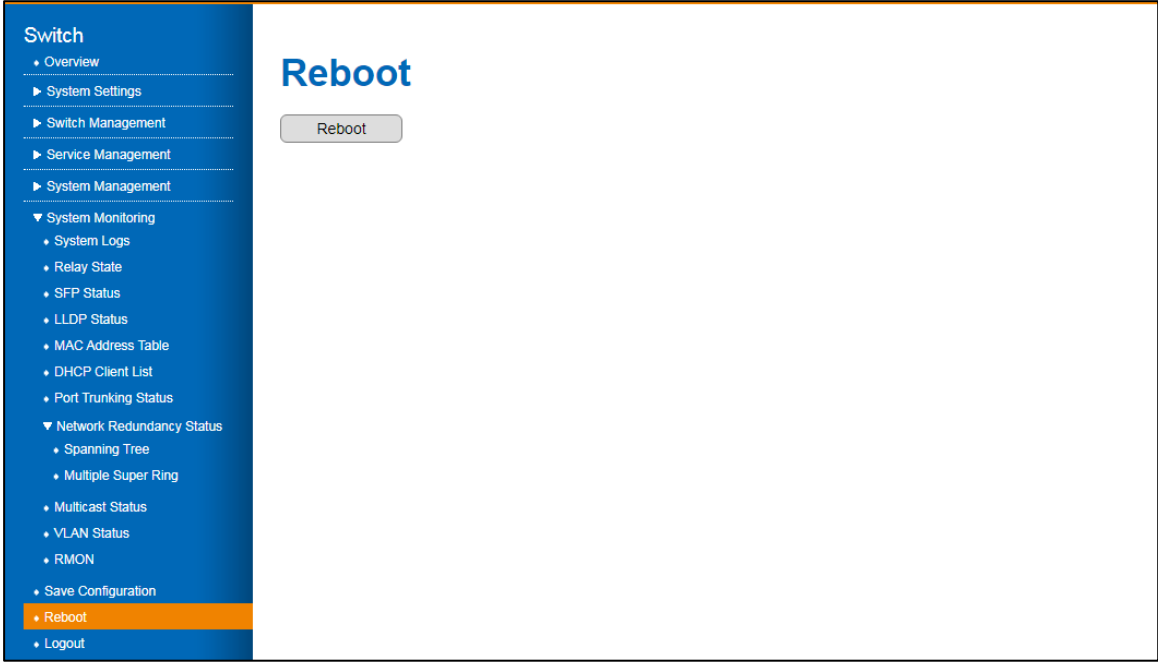 Switch
Overview
System Settings
Switch Management
Service Management
System Management
System Monitoring
System Logs
Relay State
SFP Status
LLDP Status
MAC Address Table
DHCP Client List
Port Trunking Status
Network Redundancy Status
Spanning Tree
Multiple Super Ring
Multicast Status
VLAN Status
RMON
Save Configuration
Reboot
Logout
Reboot
Reboot